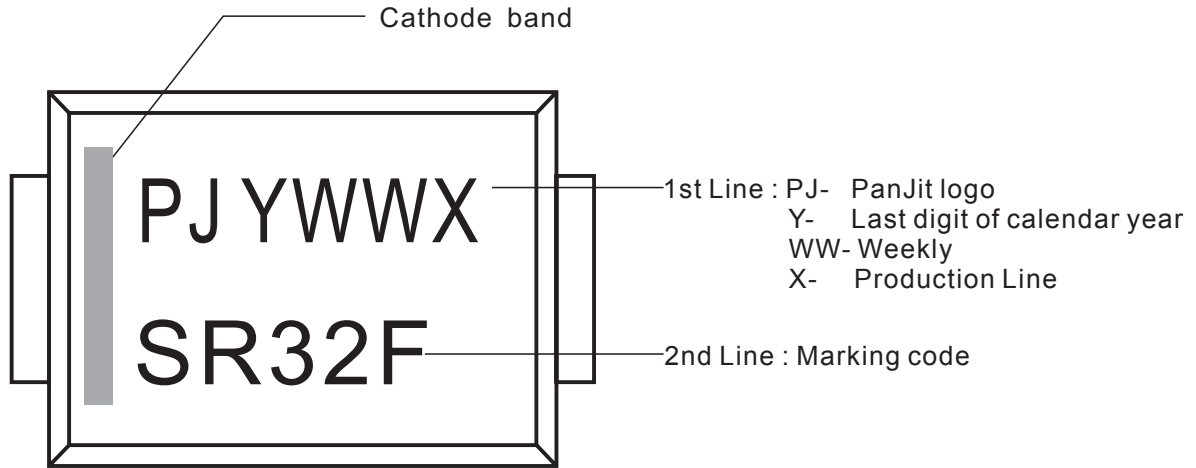 Cathode band
PJ YWWX
1st Line : PJ- PanJit logo
Y- Last digit of calendar year
WW- Weekly
X- Production Line
SR32F
2nd Line : Marking code